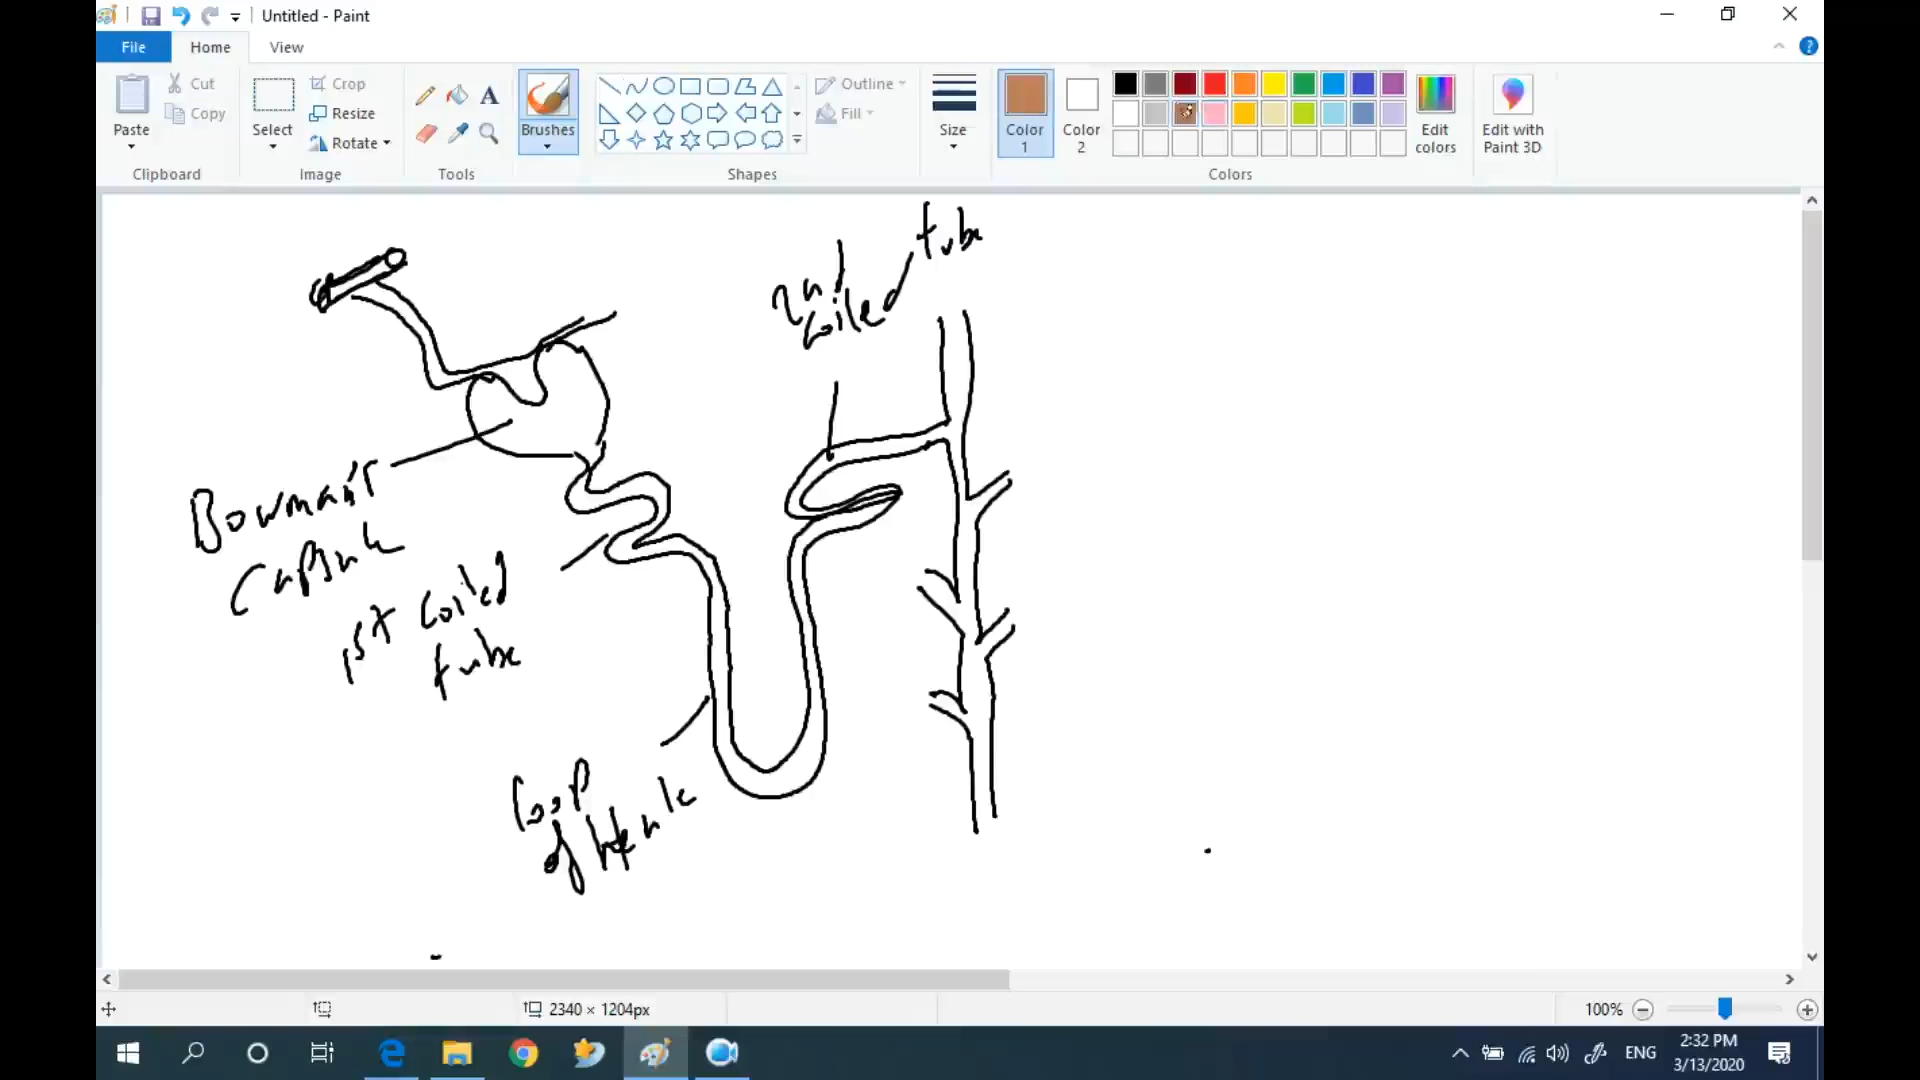 Untitled - Paint
File
Home
View
Paste
Cut
Copy
Clipboard
Select
Crop
Resize
Rotate
Image
Tools
Brushes
Shapes
Outline
Fill
Size
Color
1
Color
2
Colors
Edit
colors
Edit with
Paint 3D
2nd
coiled
tube
Bowman's
Capsule
1st coiled
tube
Loop
of Henle
2340 × 1204px
100%
ENG
2:32 PM
3/13/2020